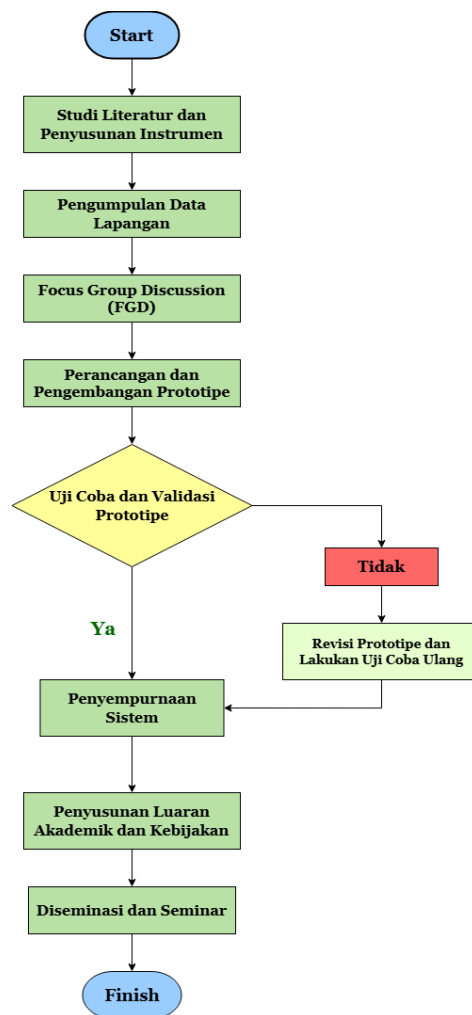 Start
Studi Literatur dan
Penyusunan Instrumen
Pengumpulan Data
Lapangan
Focus Group Discussion
(FGD)
Perancangan dan
Pengembangan Prototipe
Uji Coba dan Validasi
Prototipe
Tidak
Ya
Revisi Prototipe dan
Lakukan Uji Coba Ulang
Penyempurnaan
Sistem
Penyusunan Luaran
Akademik dan Kebijakan
Diseminasi dan Seminar
Finish